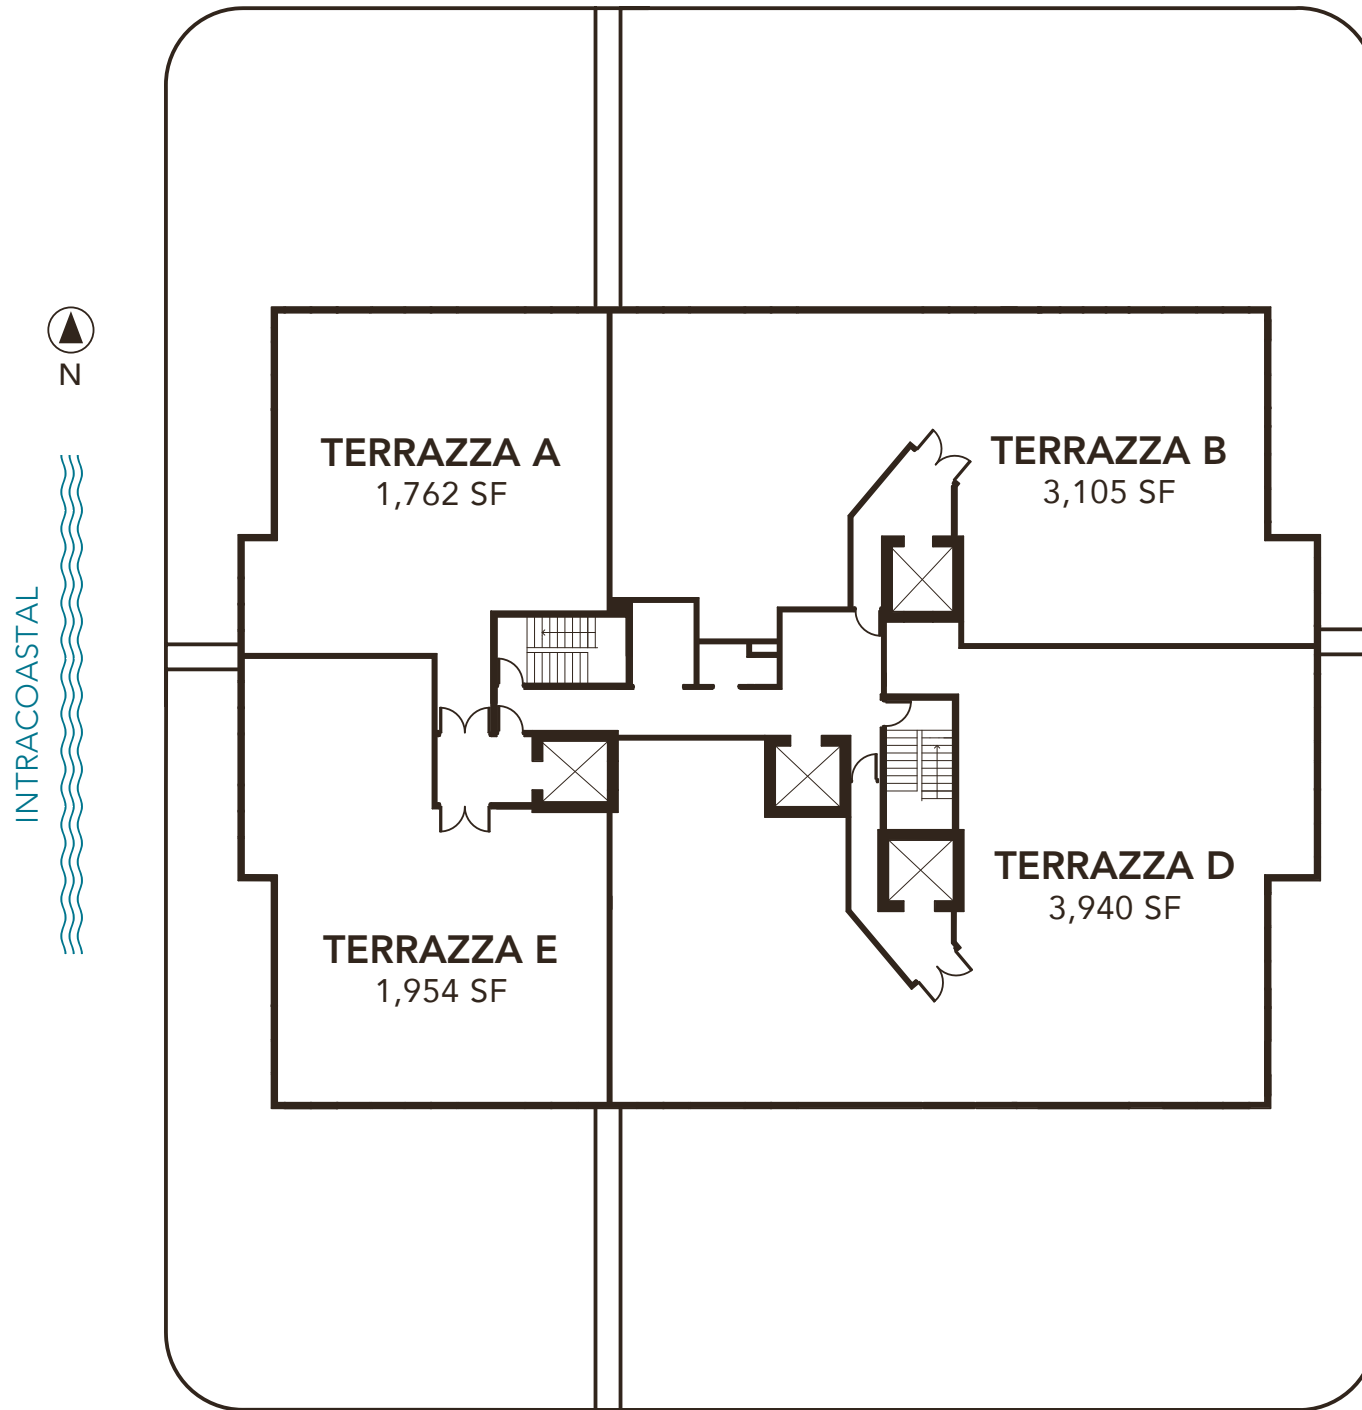 N
INTRACOASTAL
TERRAZZA A
1,762 SF
TERRAZZA B
3,105 SF
TERRAZZA D
3,940 SF
TERRAZZA E
1,954 SF